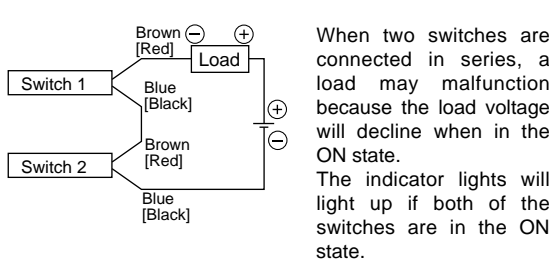 Brown ⊖ ⊕
[Red]
Load
Switch 1
Blue
[Black]
⊕
⊖
Brown
[Red]
Switch 2
Blue
[Black]
When two switches are
connected in series, a
load may malfunction
because the load voltage
will decline when in the
ON state.
The indicator lights will
light up if both of the
switches are in the ON
state.